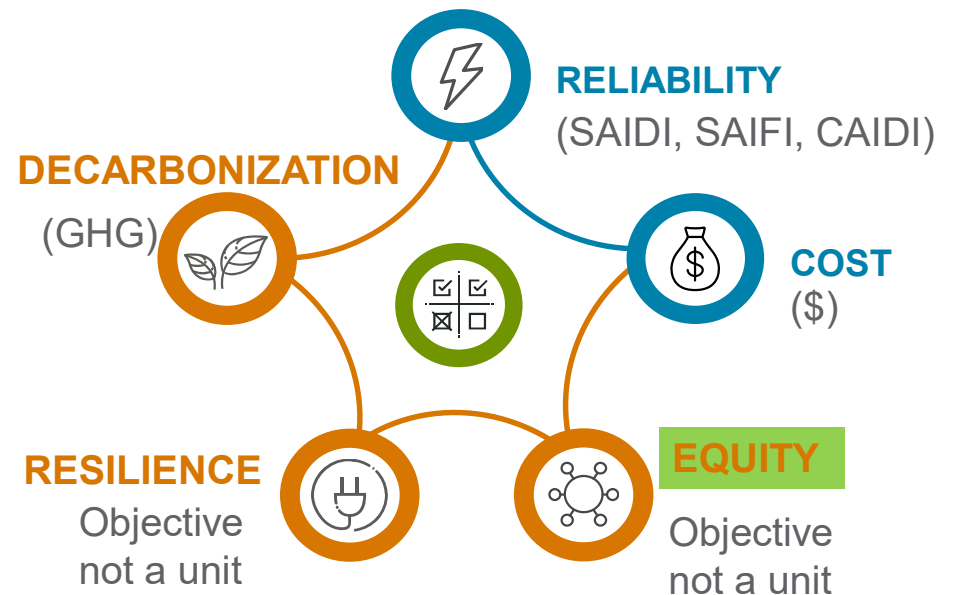 RELIABILITY
(SAIDI, SAIFI, CAIDI)
DECARBONIZATION
(GHG)
$
COST
($)
RESILIENCE
Objective
not a unit
EQUITY
Objective
not a unit